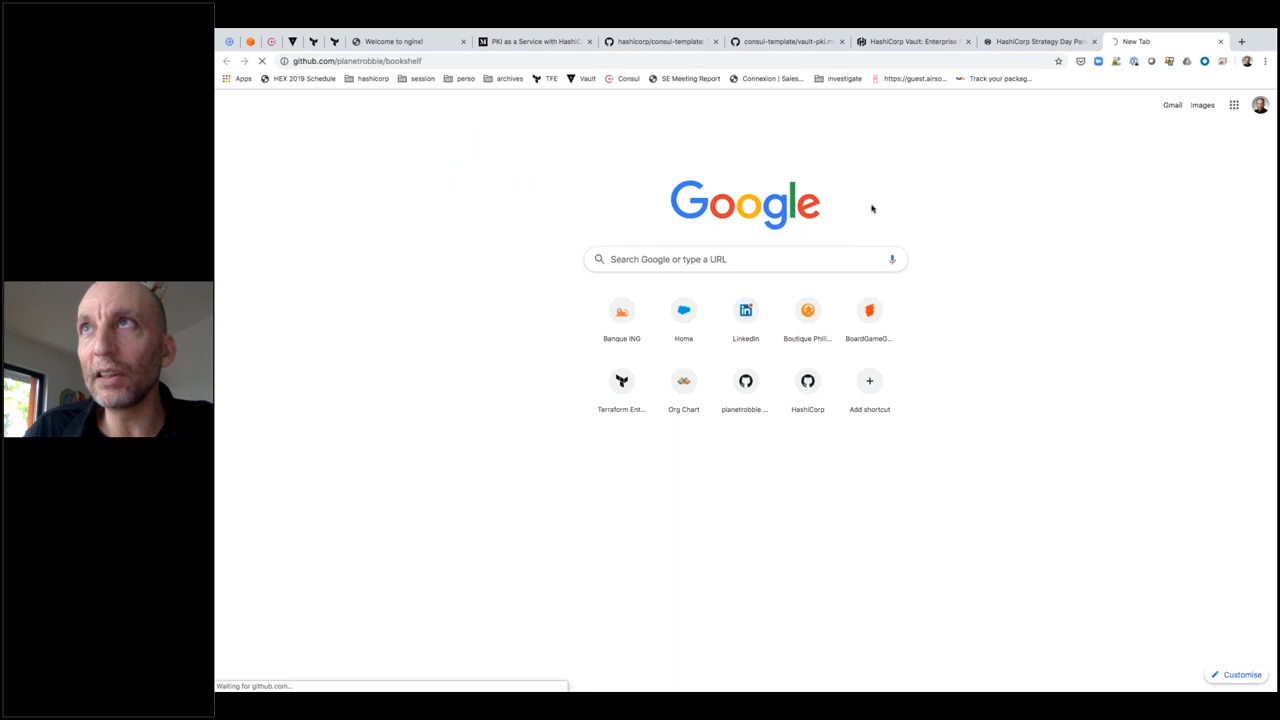 Welcome to nginx!
PKI as a Service with HashiC
hashicorp/consul-template:
consul-template/vault-pki.m
HashiCorp Vault: Enterprise
HashiCorp Strategy Day Par
New Tab
github.com/planetrobbie/bookshelf
Apps
HEX 2019 Schedule
hashicorp
session
perso
archives
TFE
Vault
Consul
SE Meeting Report
Connexion | Sales...
investigate
https://guest.airso...
Track your packag...
Gmail
Images
Google
Search Google or type a URL
Banque ING
Home
LinkedIn
Boutique Phili...
BoardGameG...
Terraform Ent...
Org Chart
planetrobbie ...
HashiCorp
Add shortcut
Customise
Waiting for github.com...